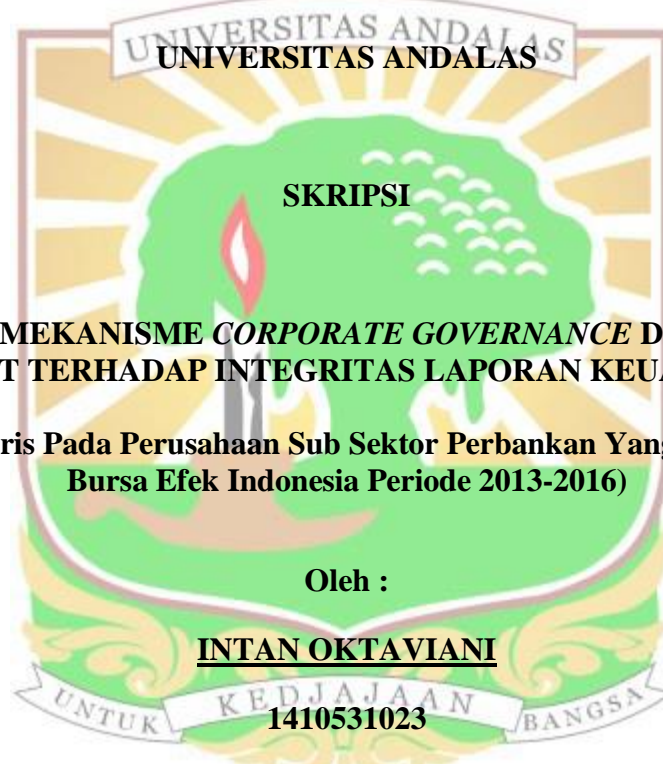 UNIVERSITAS ANDALAS
UNIVERSITAS ANDALAS
SKRIPSI
MEKANISME CORPORATE GOVERNANCE D
T TERHADAP INTEGRITAS LAPORAN KEUA
ris Pada Perusahaan Sub Sektor Perbankan Yang
Bursa Efek Indonesia Periode 2013-2016)
Oleh :
INTAN OKTAVIANI
1410531023
UNTUK KEDJAJAAN BANGSA